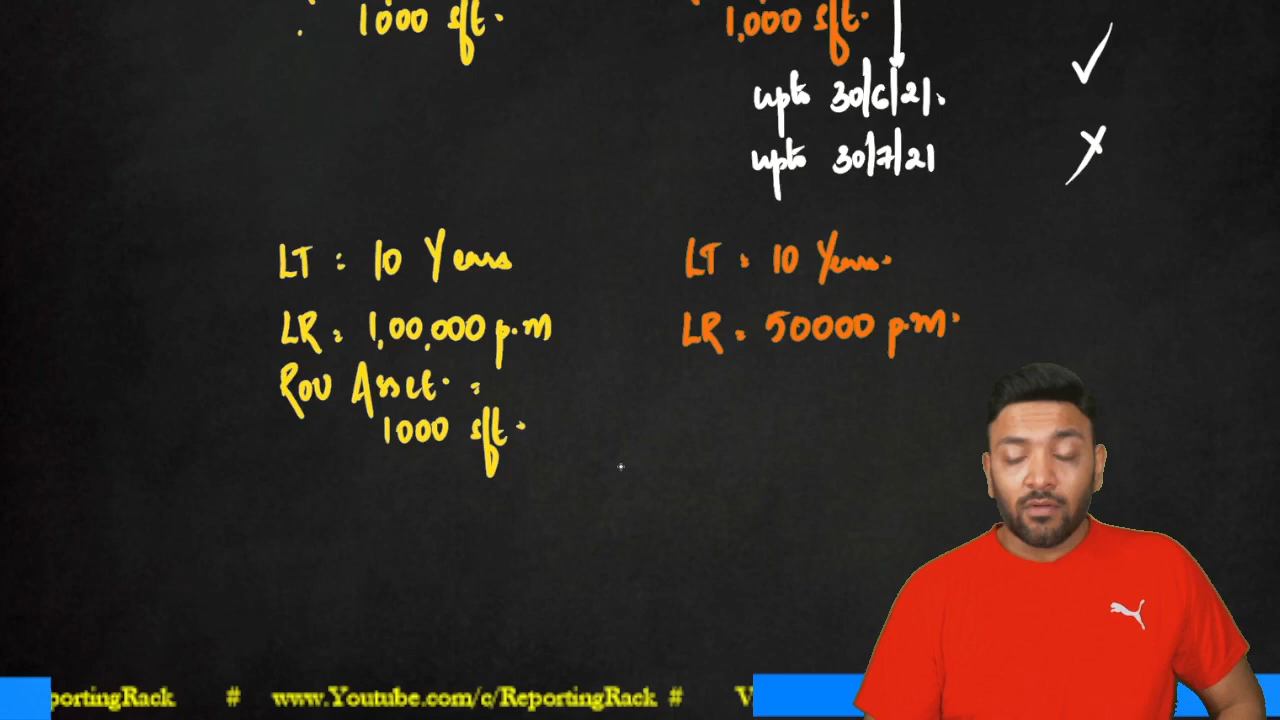 1000 sft.
1,000 sft.
upto 30/6/21.
upto 30/7/21
LT = 10 Years
LR = 1,00,000 p.m
ROU Asset =
1000 sft.
LT = 10 Years.
LR = 50000 p.m.
portingRack # www.Youtube.com/c/ReportingRack # V